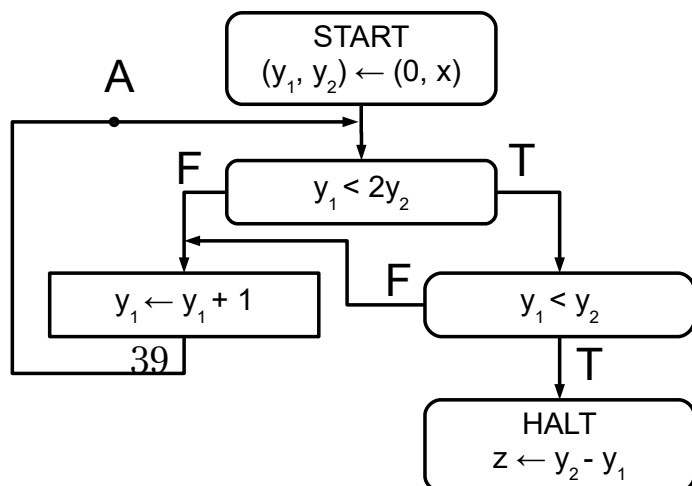 START
(y₁, y₂) ← (0, x)
A
F
T
y₁ < 2y₂
F
y₁ ← y₁ + 1
y₁ < y₂
39
T
HALT
z ← y₂ - y₁